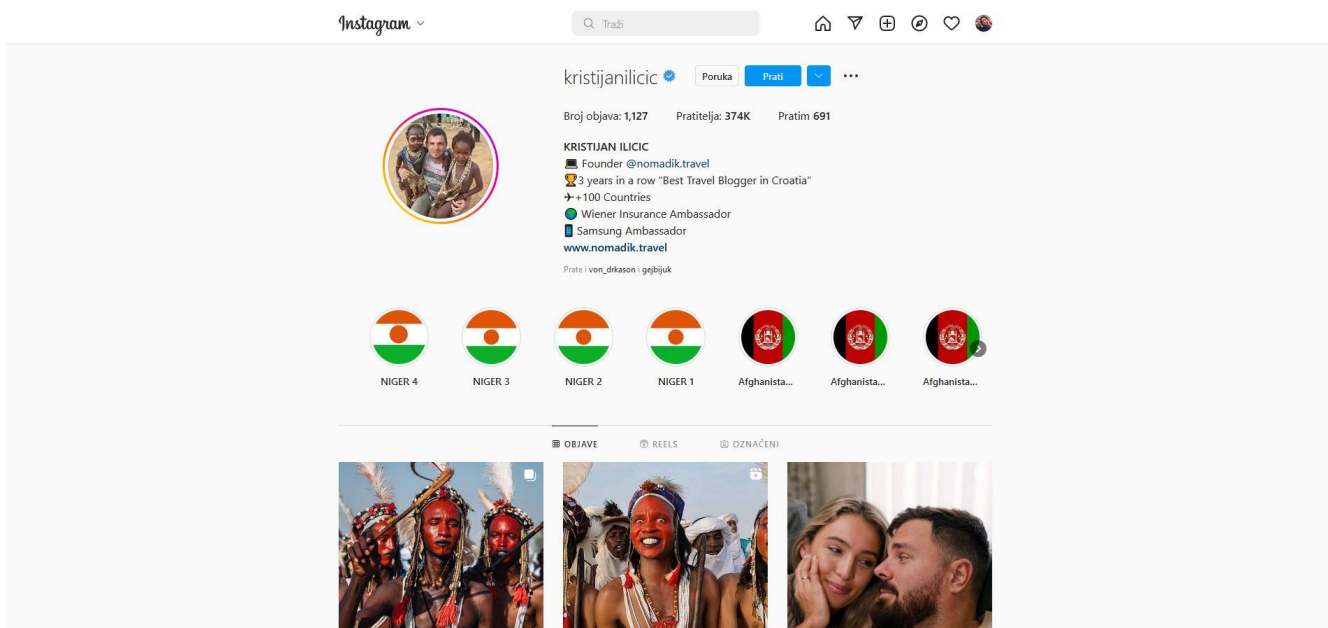 Instagram
Traži
kristijanilicic
Poruka
Prati
Broj objava: 1,127 Pratitelja: 374K Pratim 691
KRISTIJAN ILICIC
Founder @nomadik.travel
3 years in a row "Best Travel Blogger in Croatia"
+100 Countries
Wiener Insurance Ambassador
Samsung Ambassador
www.nomadik.travel
Prate i von_drkason i gejbijuk
NIGER 4 NIGER 3 NIGER 2 NIGER 1 Afghanista... Afghanista... Afghanista...
OBJAVE REELS OZNAČENI